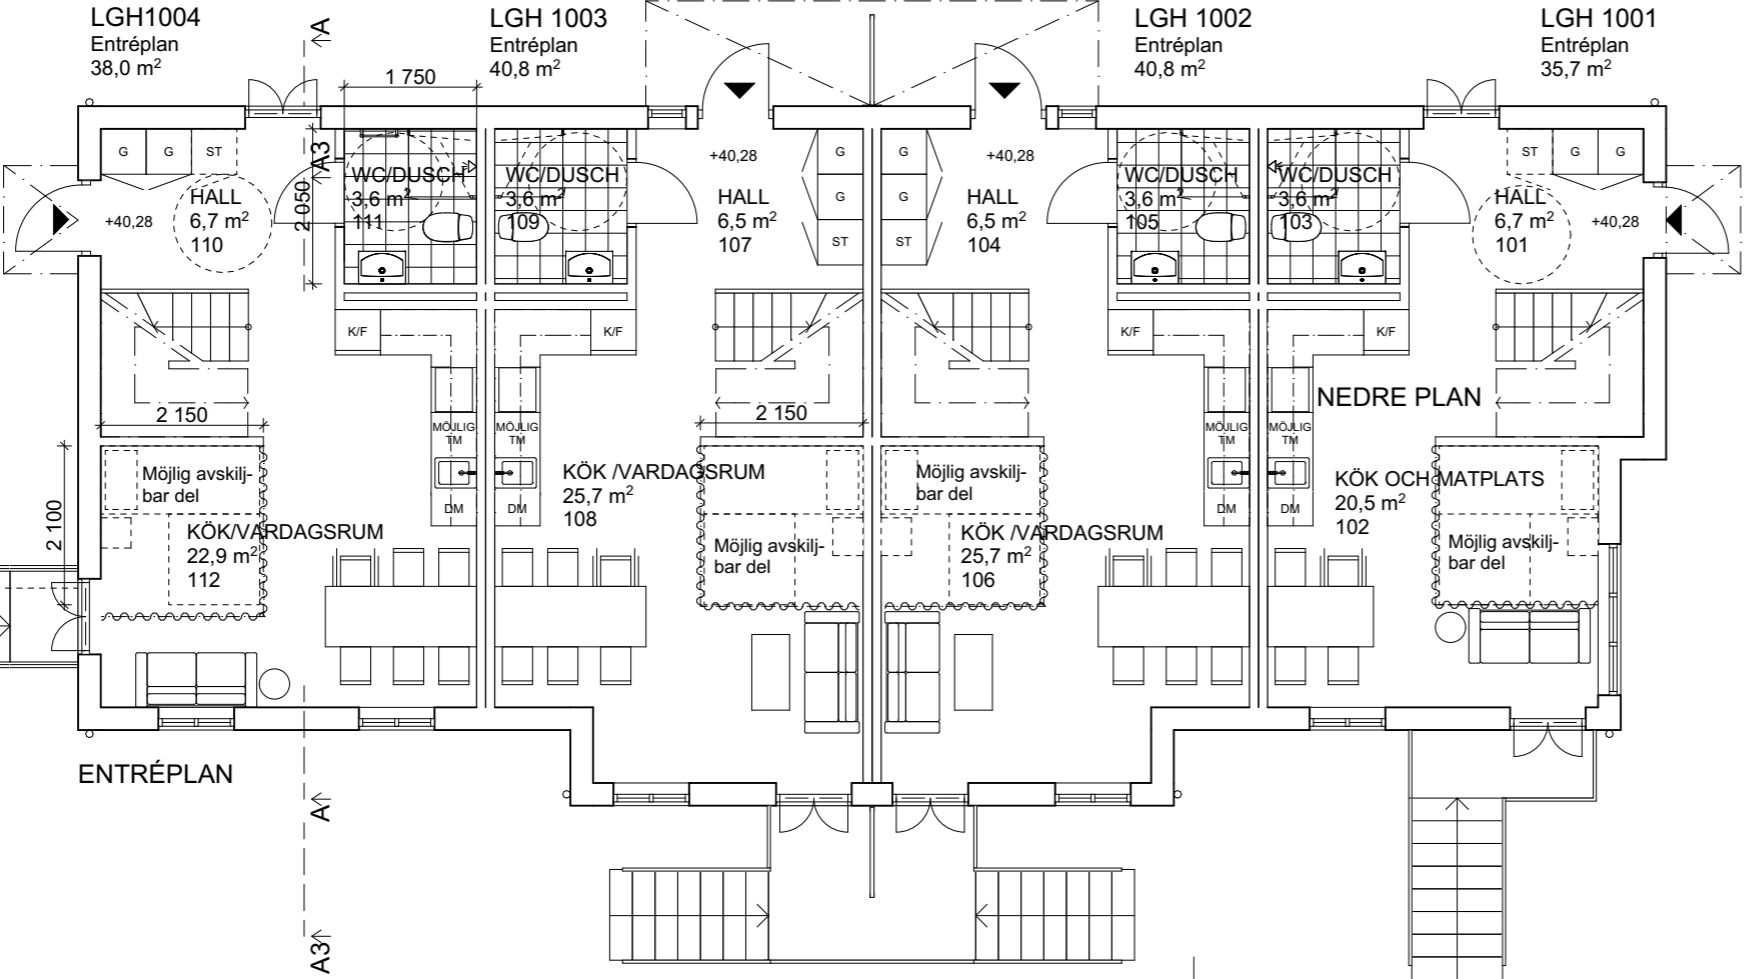 LGH1004
Entréplan
38,0 m²
A
LGH 1003
Entréplan
40,8 m²
LGH 1002
Entréplan
40,8 m²
LGH 1001
Entréplan
35,7 m²
1 750
G
G
ST
A3
2 050
WC/DUSCH
3,6 m²
111
WC/DUSCH
3,6 m²
109
+40,28
HALL
6,5 m²
107
G
G
ST
G
G
ST
+40,28
HALL
6,5 m²
104
WC/DUSCH
3,6 m²
105
WC/DUSCH
3,6 m²
103
ST
G
G
HALL
6,7 m²
110
+40,28
HALL
6,7 m²
101
+40,28
K/F
K/F
K/F
K/F
NEDRE PLAN
2 150
2 150
MÖJLIG
TM
MÖJLIG
TM
MÖJLIG
TM
MÖJLIG
TM
2 100
Möjlig avskilj-
bar del
KÖK/VARDAGSRUM
22,9 m²
112
DM
DM
KÖK /VARDAGSRUM
25,7 m²
108
Möjlig avskilj-
bar del
Möjlig avskilj-
bar del
KÖK /VARDAGSRUM
25,7 m²
106
DM
DM
KÖK OCH MATPLATS
20,5 m²
102
Möjlig avskilj-
bar del
ENTRÉPLAN
A
A3